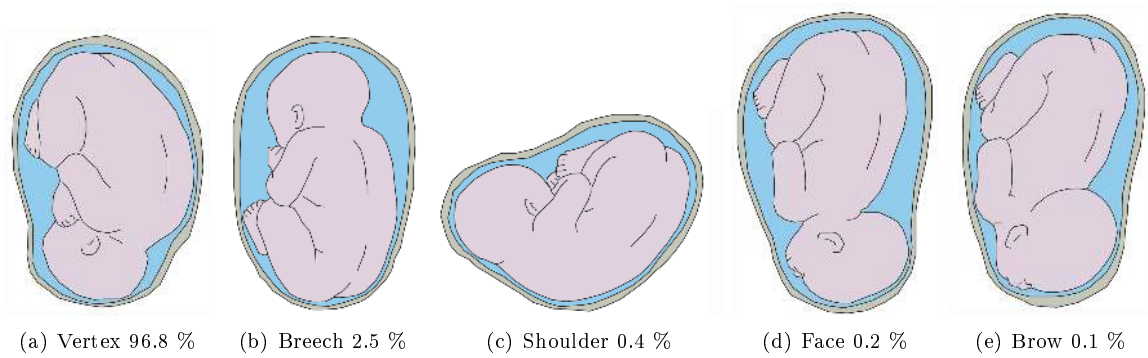 (a) Vertex 96.8 %
(b) Breech 2.5 %
(c) Shoulder 0.4 %
(d) Face 0.2 %
(e) Brow 0.1 %